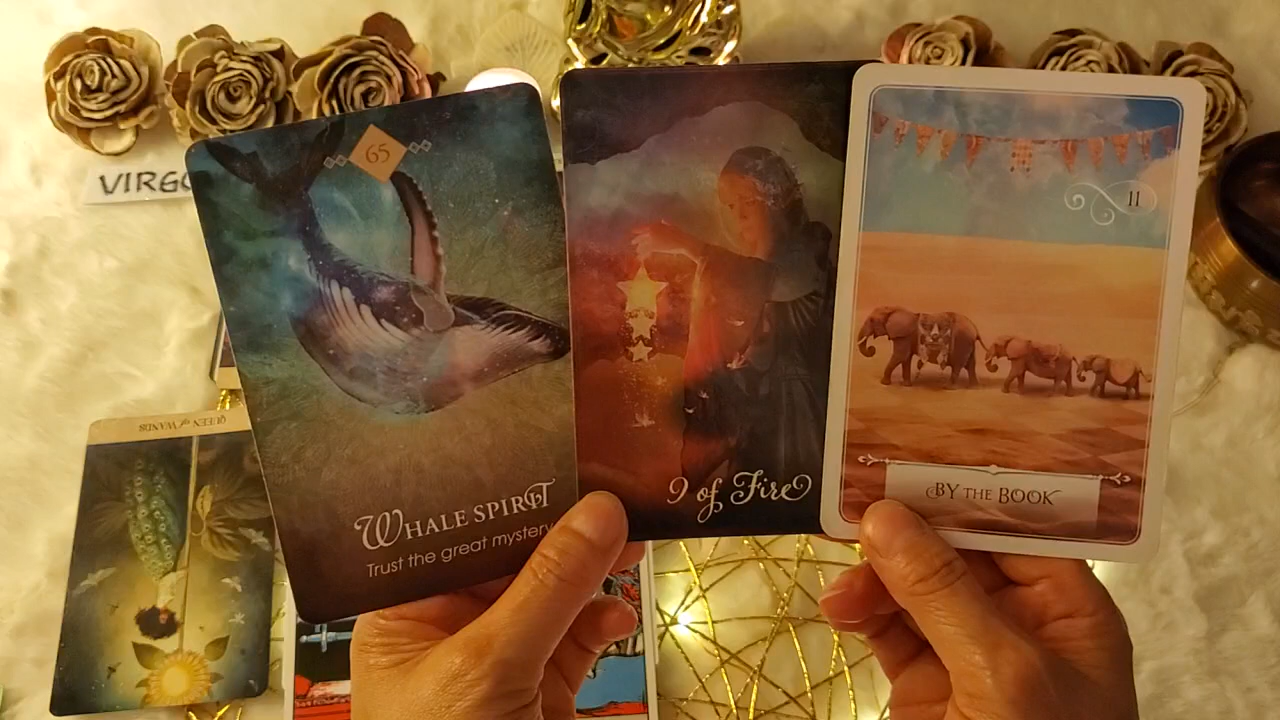 VIRGO
65
WHALE SPIRIT
Trust the great mystery
9 of Fire
11
BY THE BOOK
QUEEN of WANDS